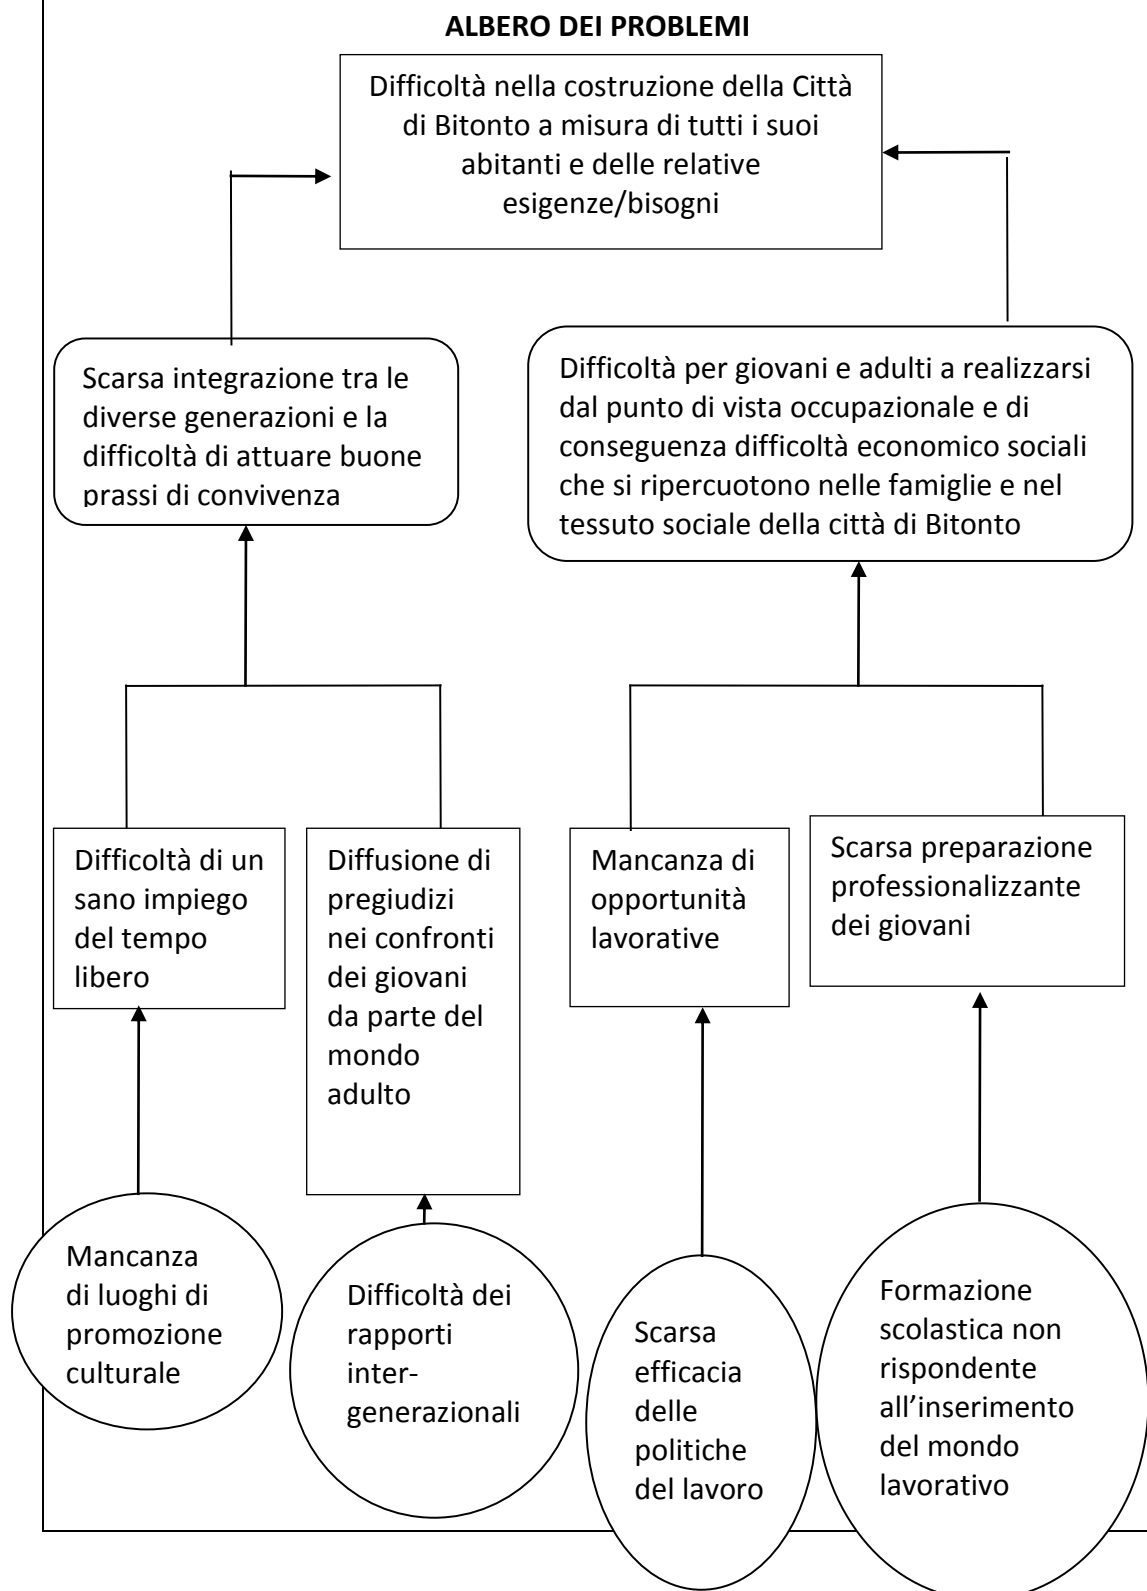 ALBERO DEI PROBLEMI
Difficoltà nella costruzione della Città
di Bitonto a misura di tutti i suoi
abitanti e delle relative
esigenze/bisogni
Scarsa integrazione tra le
diverse generazioni e la
difficoltà di attuare buone
prassi di convivenza
Difficoltà per giovani e adulti a realizzarsi
dal punto di vista occupazionale e di
conseguenza difficoltà economico sociali
che si ripercuotono nelle famiglie e nel
tessuto sociale della città di Bitonto
Difficoltà di un
sano impiego
del tempo
libero
Diffusione di
pregiudizi
nei confronti
dei giovani
da parte del
mondo
adulto
Mancanza di
opportunità
lavorative
Scarsa preparazione
professionalizzante
dei giovani
Mancanza
di luoghi di
promozione
culturale
Difficoltà dei
rapporti
inter-
generazionali
Scarsa
efficacia
delle
politiche
del lavoro
Formazione
scolastica non
rispondente
all’inserimento
del mondo
lavorativo